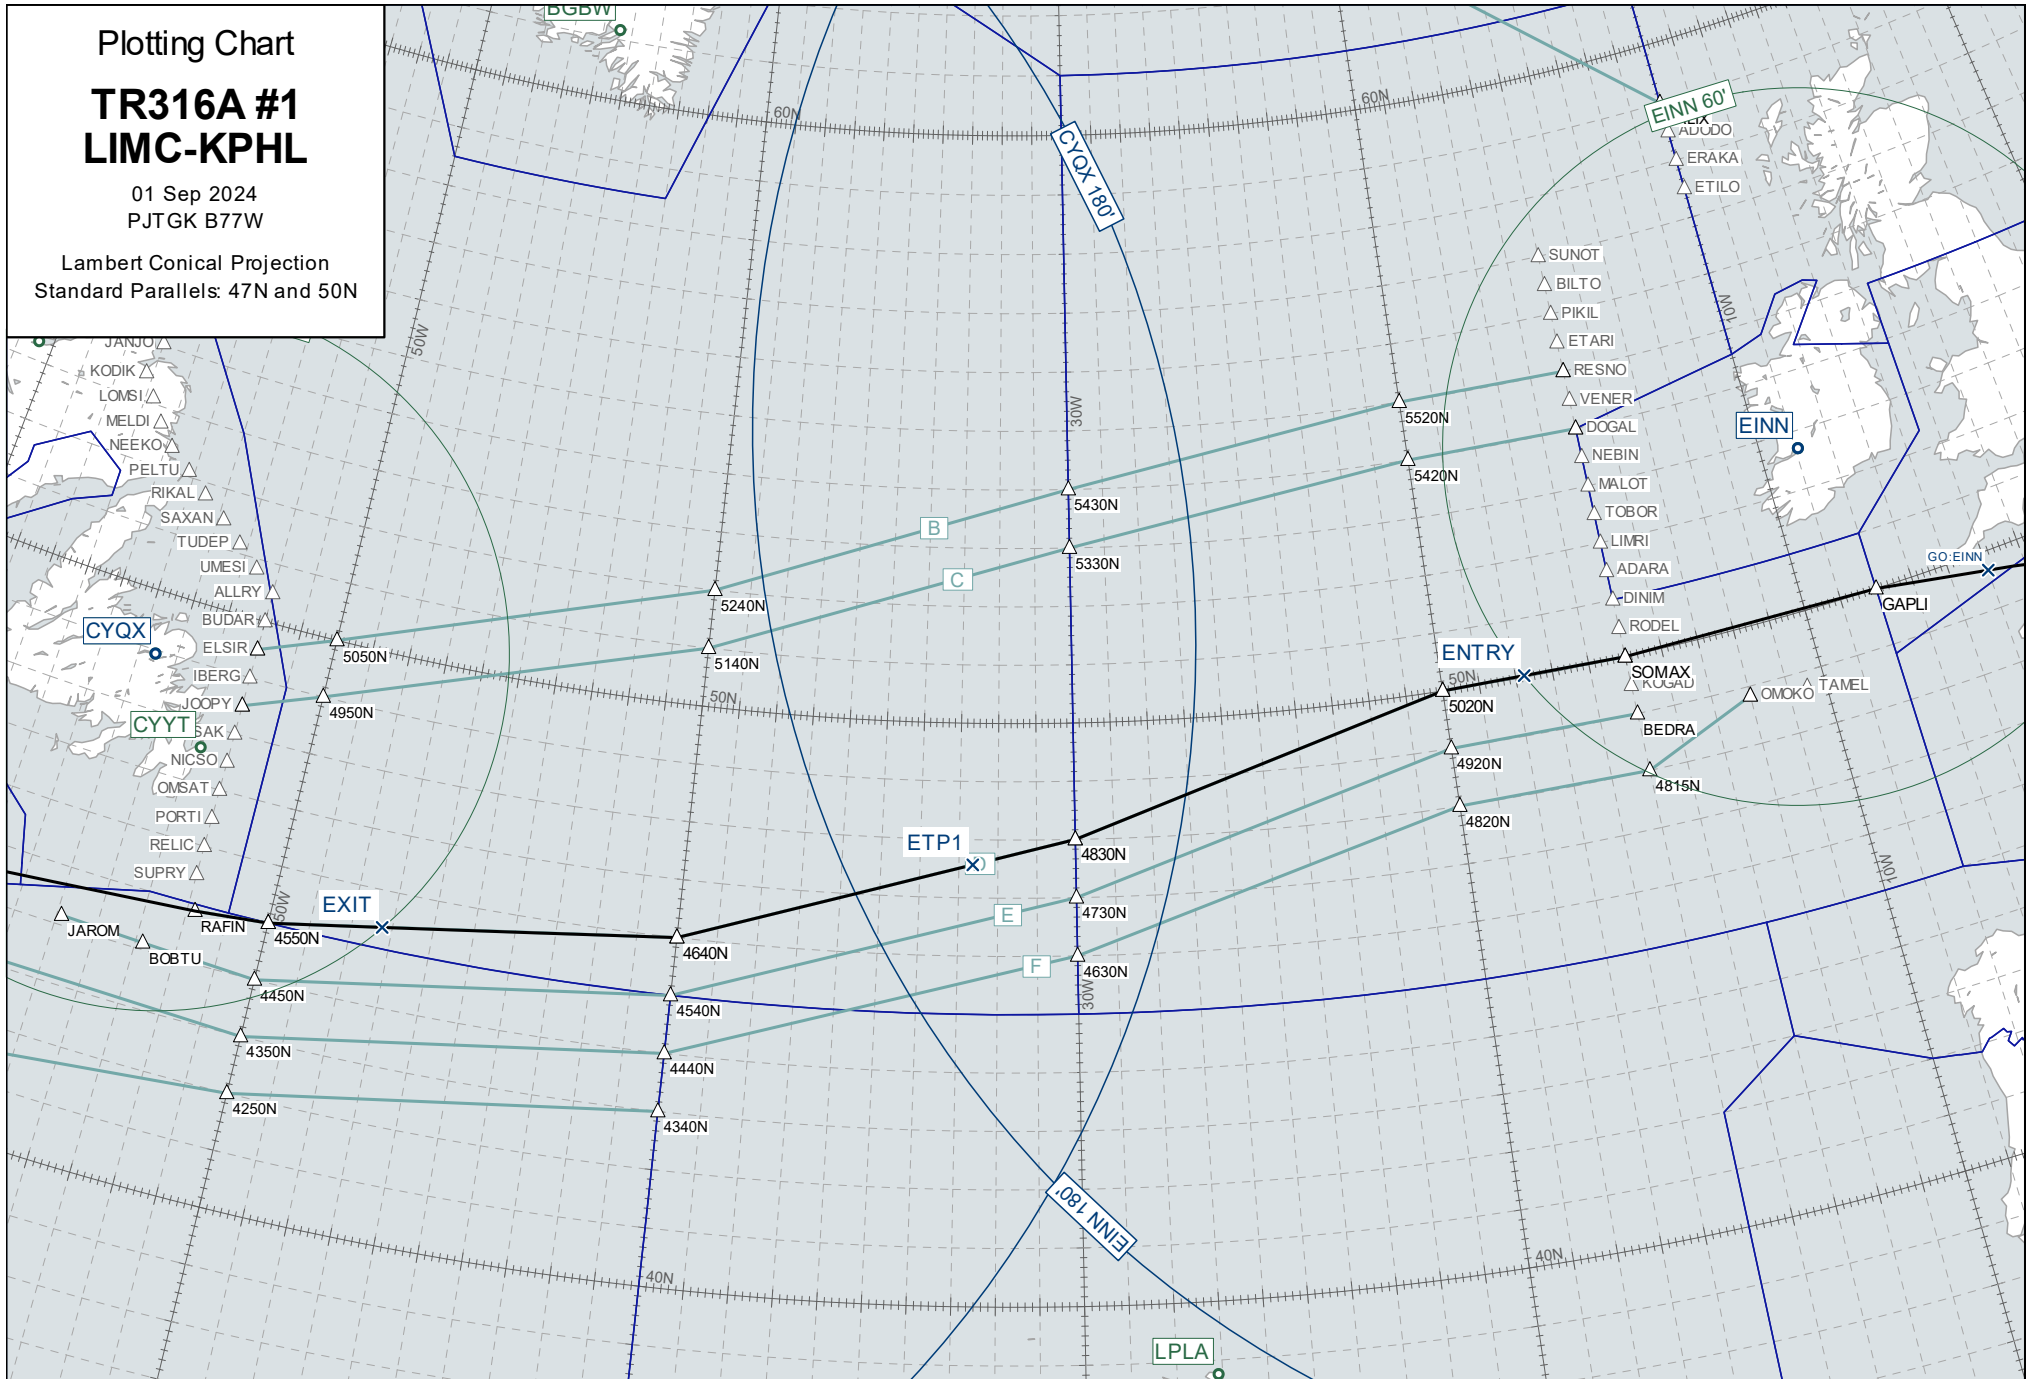 Plotting Chart
TR316A #1
LIMC-KPHL
01 Sep 2024
PJTGK B77W
Lambert Conical Projection
Standard Parallels: 47N and 50N
BGBW
60N
60N
CYQX 180'
EINN 60'
ADODO
ERAKA
ETILO
SUNOT
BILTO
PIKIL
ETARI
RESNO
VENER
DOGAL
NEBIN
MALOT
TOBOR
LIMRI
ADARA
DINIM
RODEL
SOMAX
KOGAD
BEDRA
OMOKO
TAMEL
4815N
10W
EINN
GO:EINN
GAPLI
10W
50W
30W
JANJO
KODIK
LOMSI
MELDI
NEEKO
PELTU
RIKAL
SAXAN
TUDEP
UMESI
ALLRY
BUDAR
ELSIR
IBERG
JOOPY
SAK
NICSO
OMSAT
PORTI
RELIC
SUPRY
RAFIN
JAROM
BOBTU
CYQX
CYYT
5520N
5420N
5430N
5330N
B
C
5240N
5140N
5050N
4950N
50N
50N
ENTRY
5020N
4920N
4820N
ETP1
D
4830N
4730N
4630N
E
F
30W
EXIT
50W
4550N
4450N
4350N
4250N
4640N
4540N
4440N
4340N
EINN 180'
40N
40N
LPLA